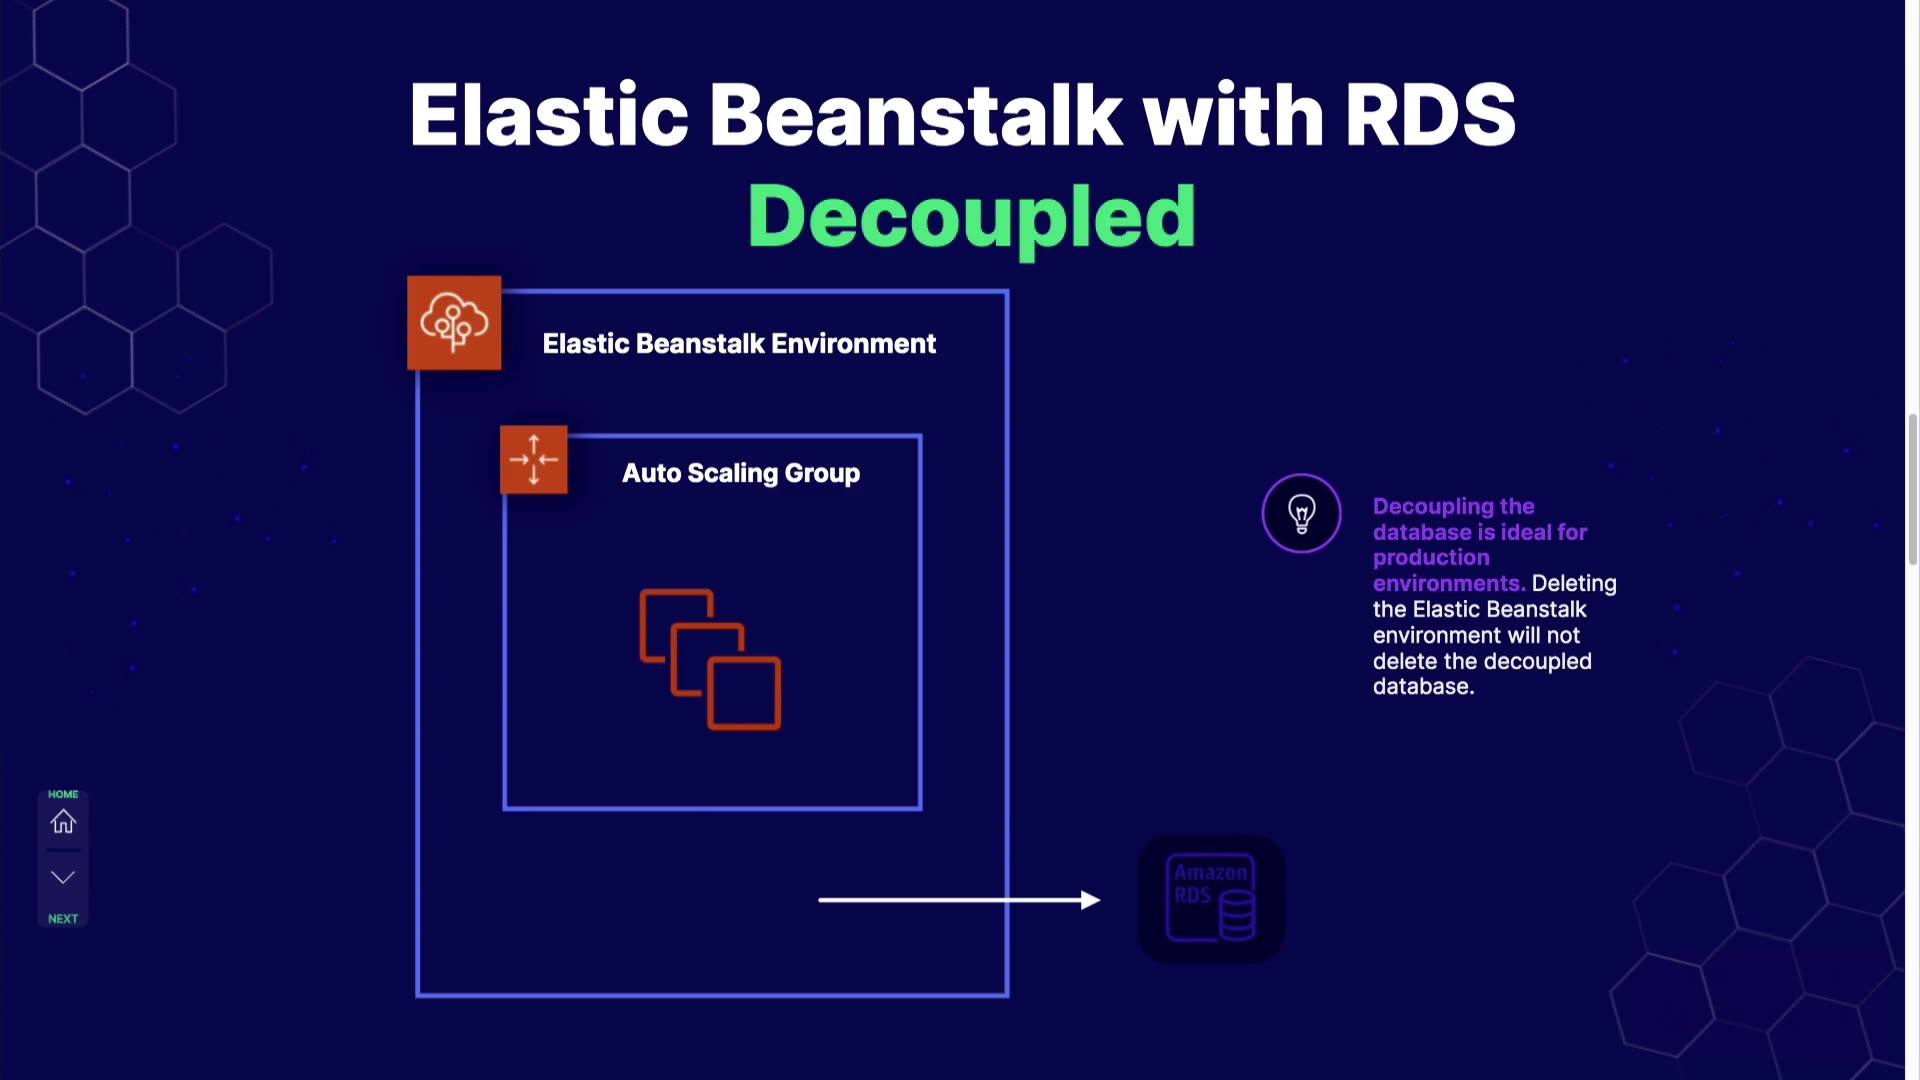 Elastic Beanstalk with RDS
Decoupled
Elastic Beanstalk Environment
Auto Scaling Group
Decoupling the
database is ideal for
production
environments. Deleting
the Elastic Beanstalk
environment will not
delete the decoupled
database.
HOME
NEXT
Amazon
RDS